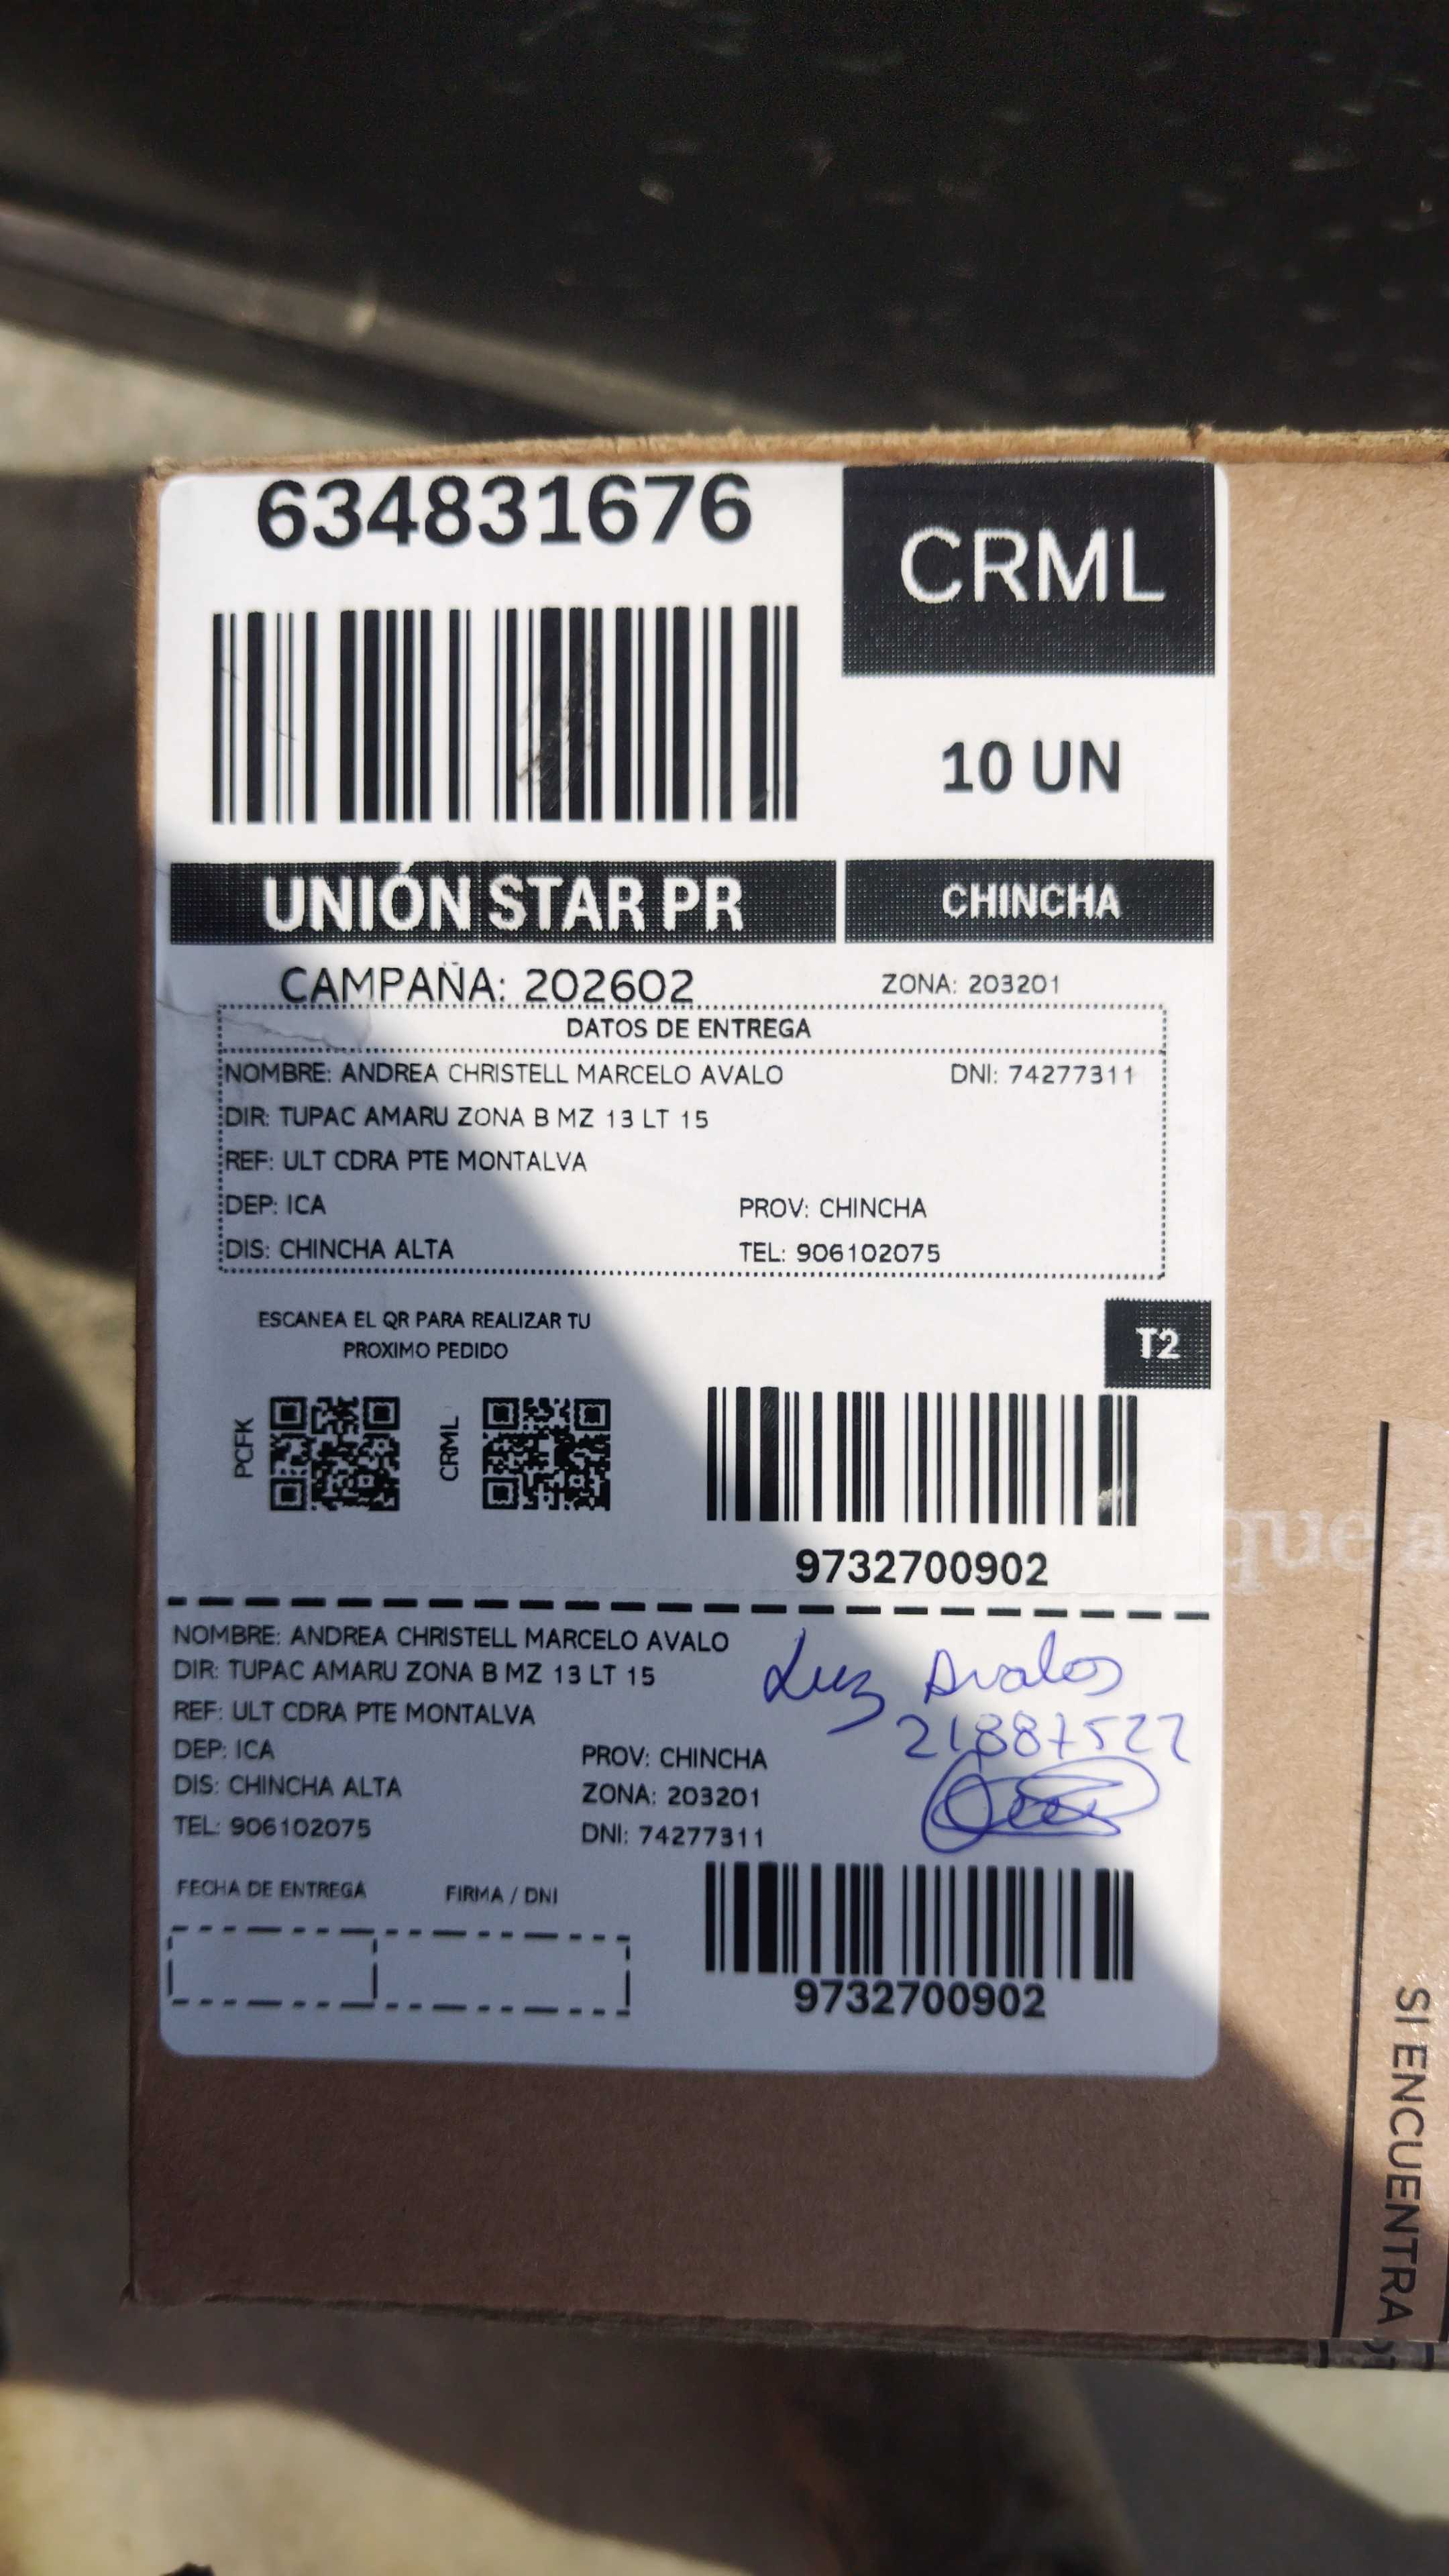 634831676
CRML
10 UN
UNIÓN STAR PR
CHINCHA
CAMPAÑA: 202602
ZONA: 203201
DATOS DE ENTREGA
NOMBRE: ANDREA CHRISTELL MARCELO AVALO DNI: 74277311
DIR: TUPAC AMARU ZONA B MZ 13 LT 15
REF: ULT CDRA PTE MONTALVA
DEP: ICA PROV: CHINCHA
DIS: CHINCHA ALTA TEL: 906102075
ESCANEA EL QR PARA REALIZAR TU
PROXIMO PEDIDO
T2
PCFK
CRML
9732700902
NOMBRE: ANDREA CHRISTELL MARCELO AVALO
DIR: TUPAC AMARU ZONA B MZ 13 LT 15
REF: ULT CDRA PTE MONTALVA
DEP: ICA PROV: CHINCHA
DIS: CHINCHA ALTA ZONA: 203201
TEL: 906102075 DNI: 74277311
Luz Avalos
21887522
FECHA DE ENTREGA FIRMA / DNI
9732700902
que a
SI ENCUENTRA